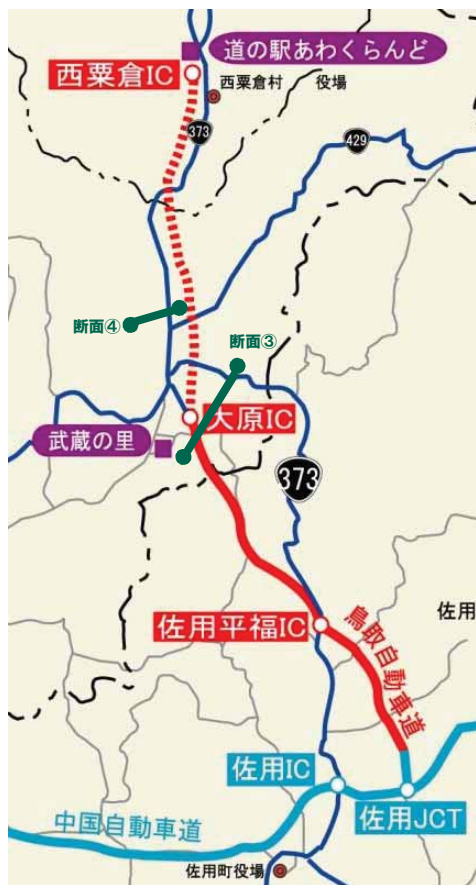 道の駅あわくらんど
西粟倉IC
西粟倉村 役場
373
429
断面④
断面③
大原IC
武蔵の里
373
佐用平福IC
佐用
鳥取自動車道
佐用IC
佐用JCT
中国自動車道
佐用町役場